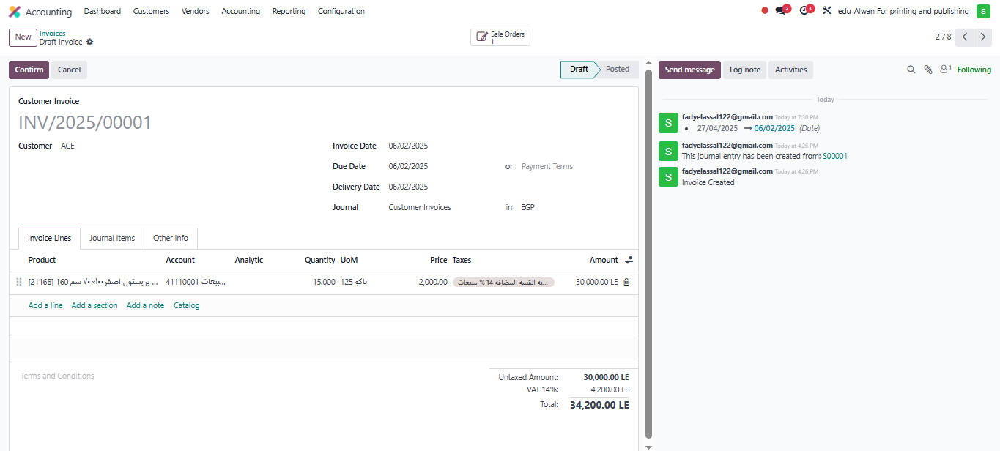 Accounting Dashboard Customers Vendors Accounting Reporting Configuration 2 3 edu-Alwan For printing and publishing S
New Invoices
Draft Invoice
Sale Orders
1
2 / 8
Confirm Cancel Draft Posted
Customer Invoice
INV/2025/00001
Customer ACE
Invoice Date 06/02/2025
Due Date 06/02/2025 or Payment Terms
Delivery Date 06/02/2025
Journal Customer Invoices in EGP
Invoice Lines Journal Items Other Info
Product Account Analytic Quantity UoM Price Taxes Amount
[21168] بريستول اصفر١٠٠×٧٠ سم 160 ... 41110001 ...بيعات 15.000 باكو 125 2,000.00 ...بة القيمة المضافة 14% مبيعات 30,000.00 LE
Add a line Add a section Add a note Catalog
Terms and Conditions
Untaxed Amount: 30,000.00 LE
VAT 14%: 4,200.00 LE
Total: 34,200.00 LE
Send message Log note Activities 1 Following
Today
S fadyelassal122@gmail.com Today at 7:30 PM
• 27/04/2025 → 06/02/2025 (Date)
S fadyelassal122@gmail.com Today at 4:26 PM
This journal entry has been created from: S00001
S fadyelassal122@gmail.com Today at 4:26 PM
Invoice Created